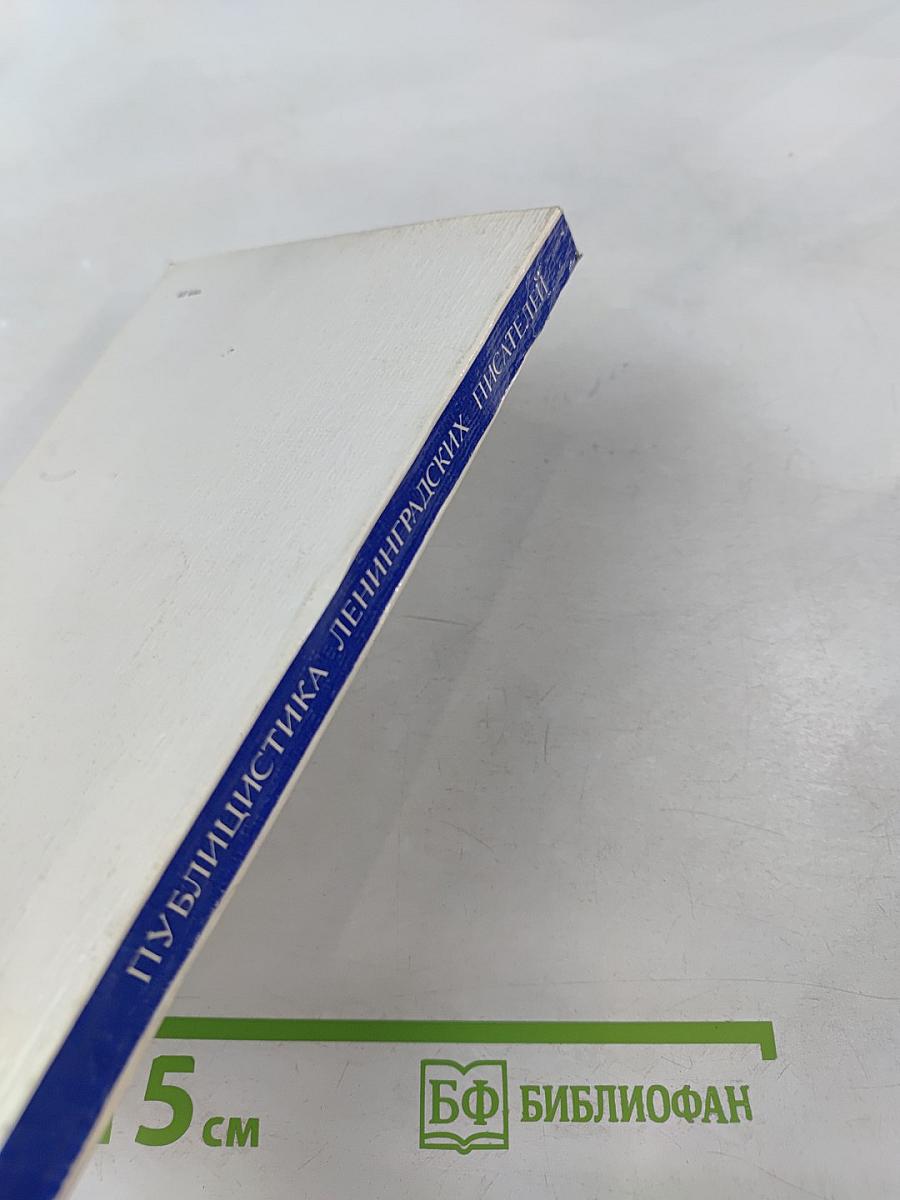 ПУБЛИЦИСТИКА ЛЕНИНГРАДСКИХ ПИСАТЕЛЕЙ
5 см
БФ БИБЛИОФАН